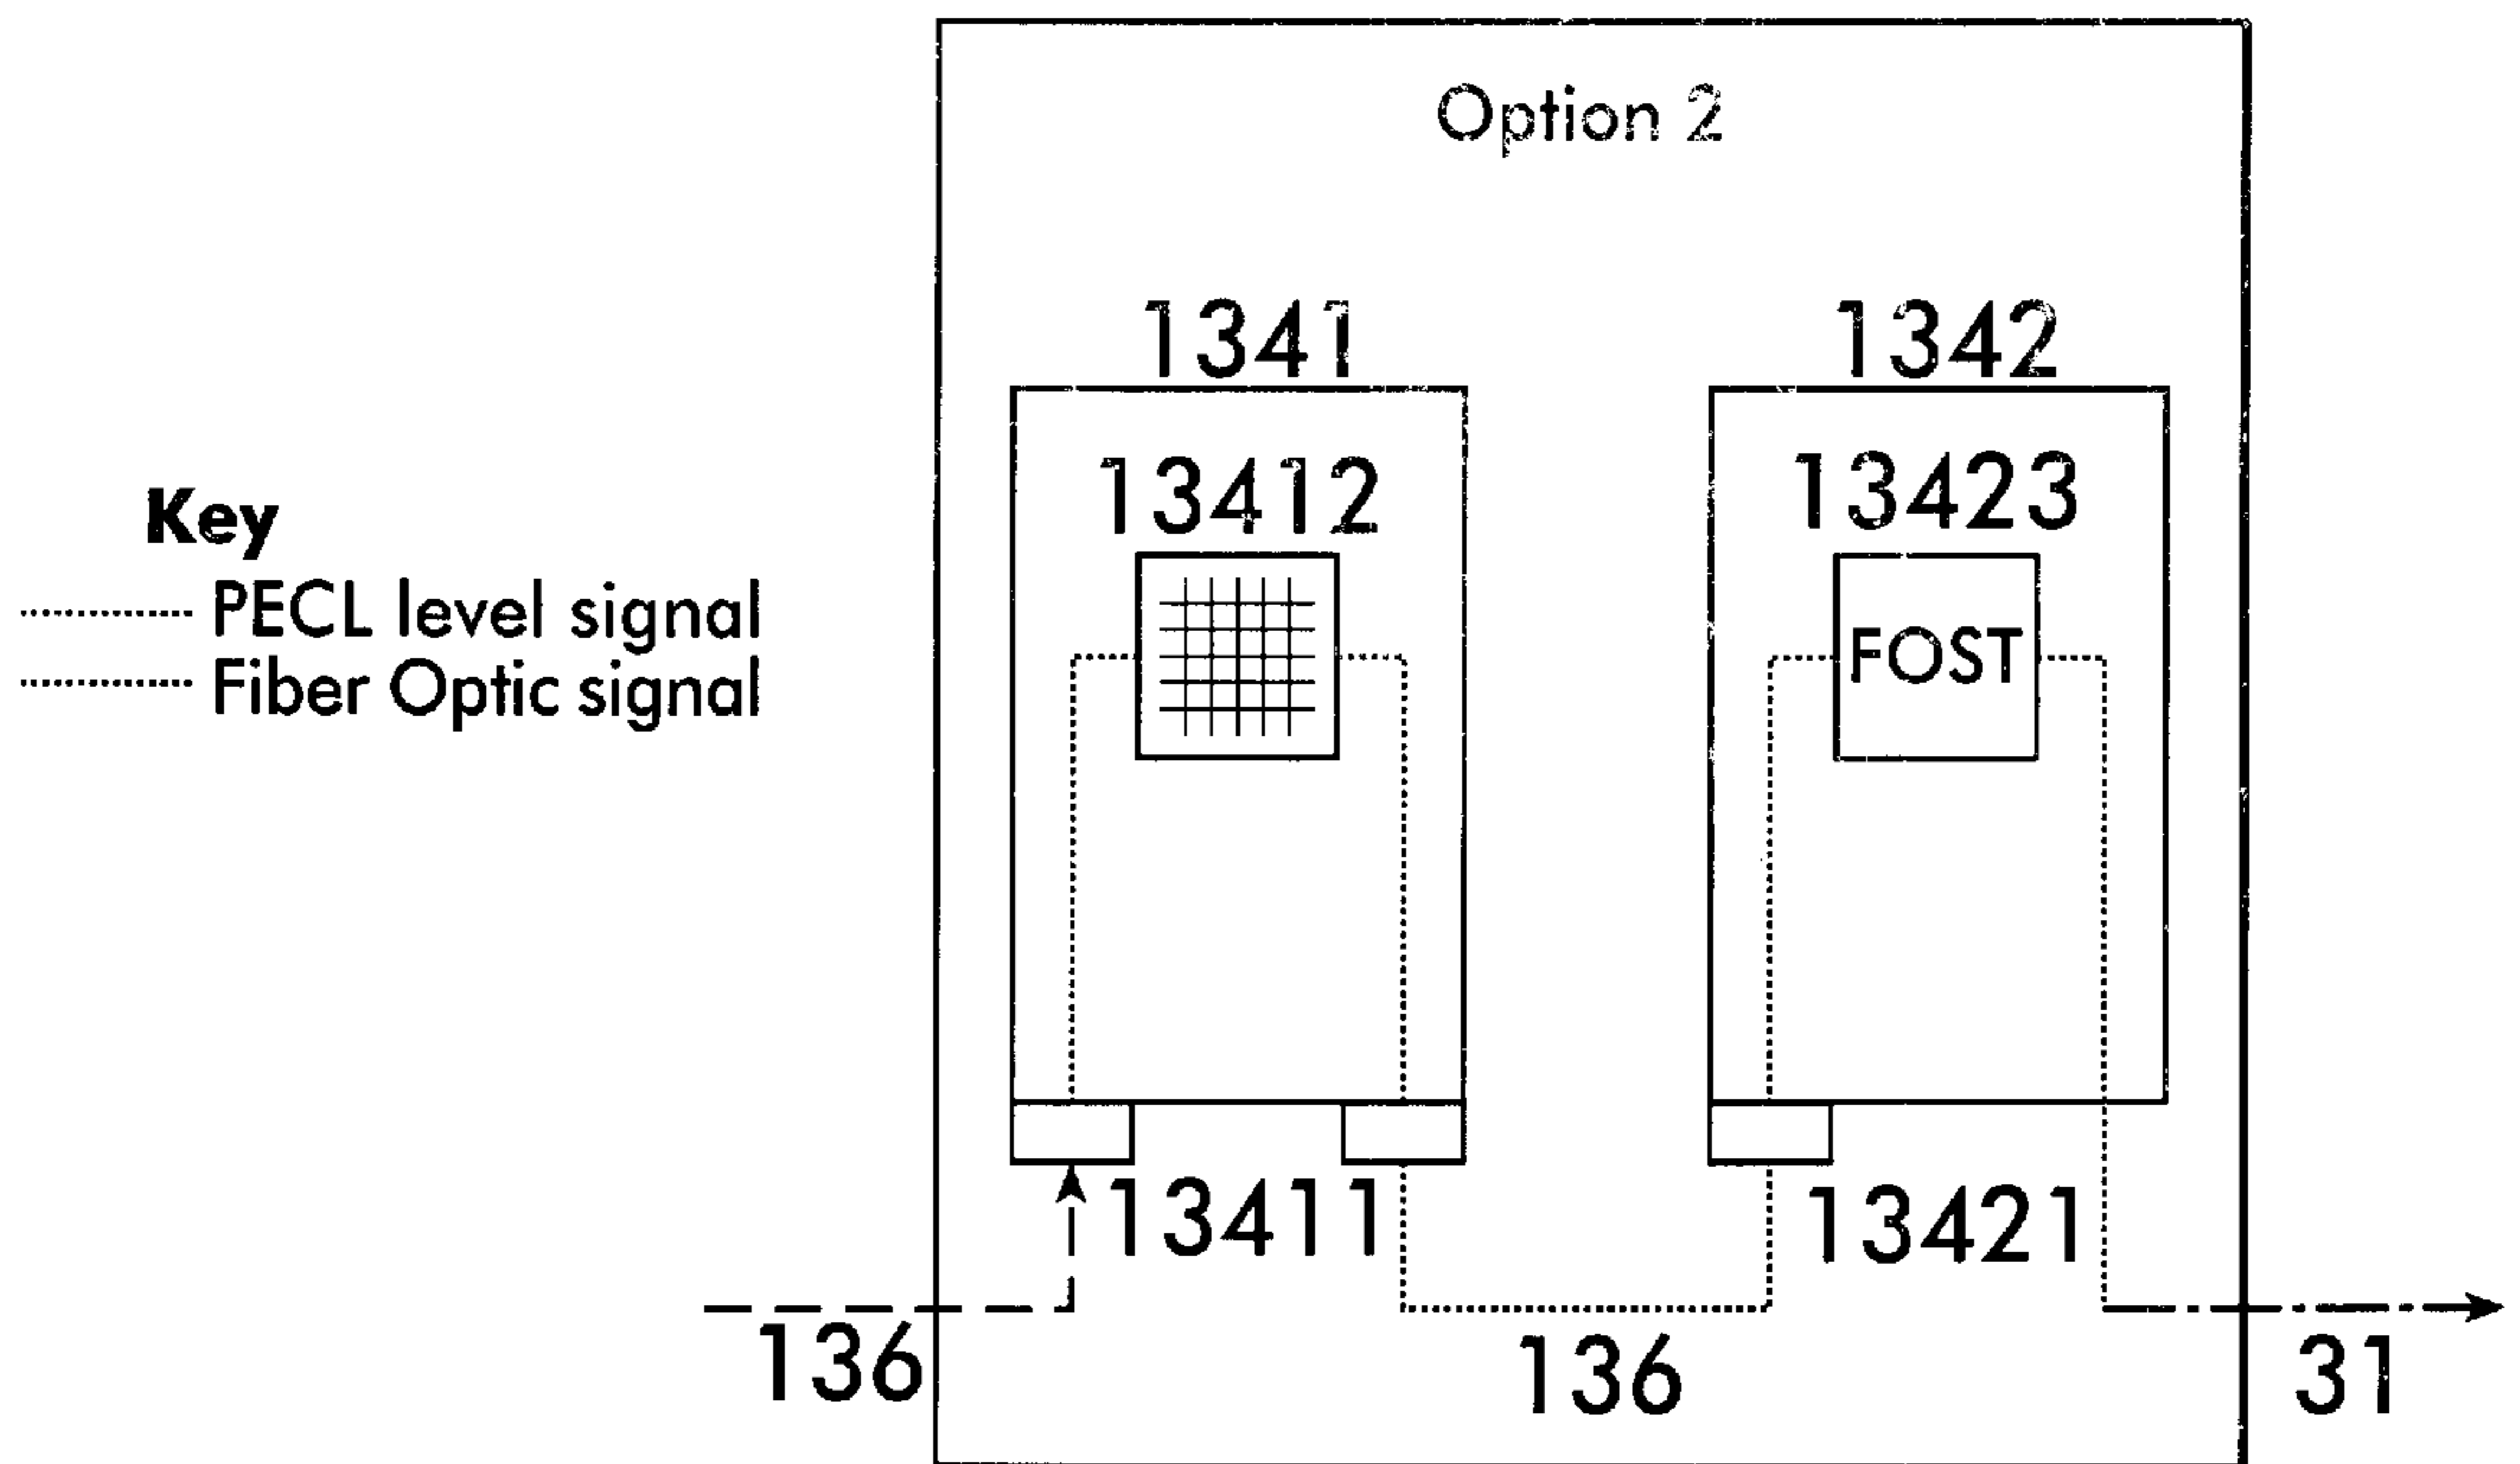 Option 2
1341
1342
13412
13423
Key
PECL level signal
Fiber Optic signal
FOST
13411
13421
136
136
31